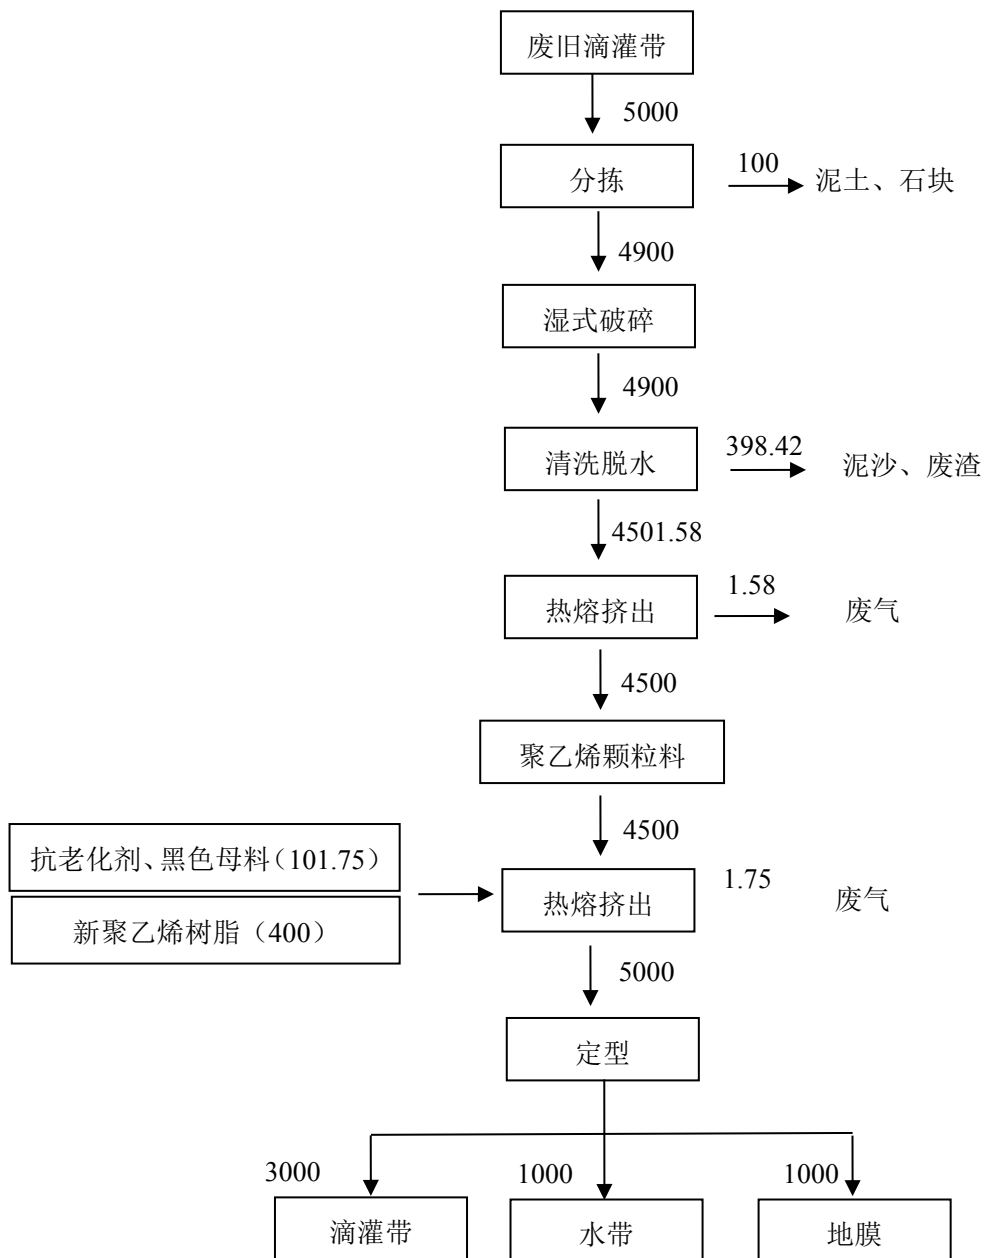 废旧滴灌带
5000
分拣
100
泥土、石块
4900
湿式破碎
4900
清洗脱水
398.42
泥沙、废渣
4501.58
热熔挤出
1.58
废气
4500
聚乙烯颗粒料
4500
抗老化剂、黑色母料（101.75）
新聚乙烯树脂（400）
热熔挤出
1.75
废气
5000
定型
3000
1000
1000
滴灌带
水带
地膜